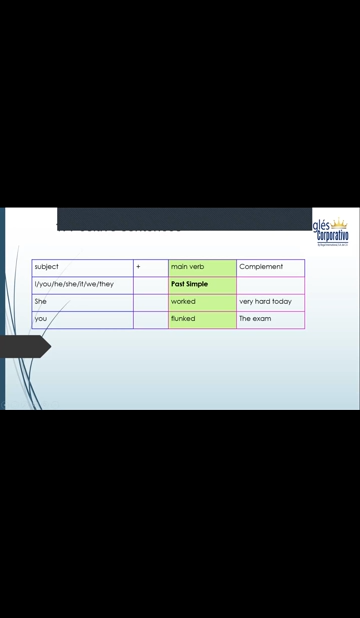 glés
Corporativo
subject + main verb Complement
I/you/he/she/it/we/they Past Simple
She worked very hard today
you flunked The exam